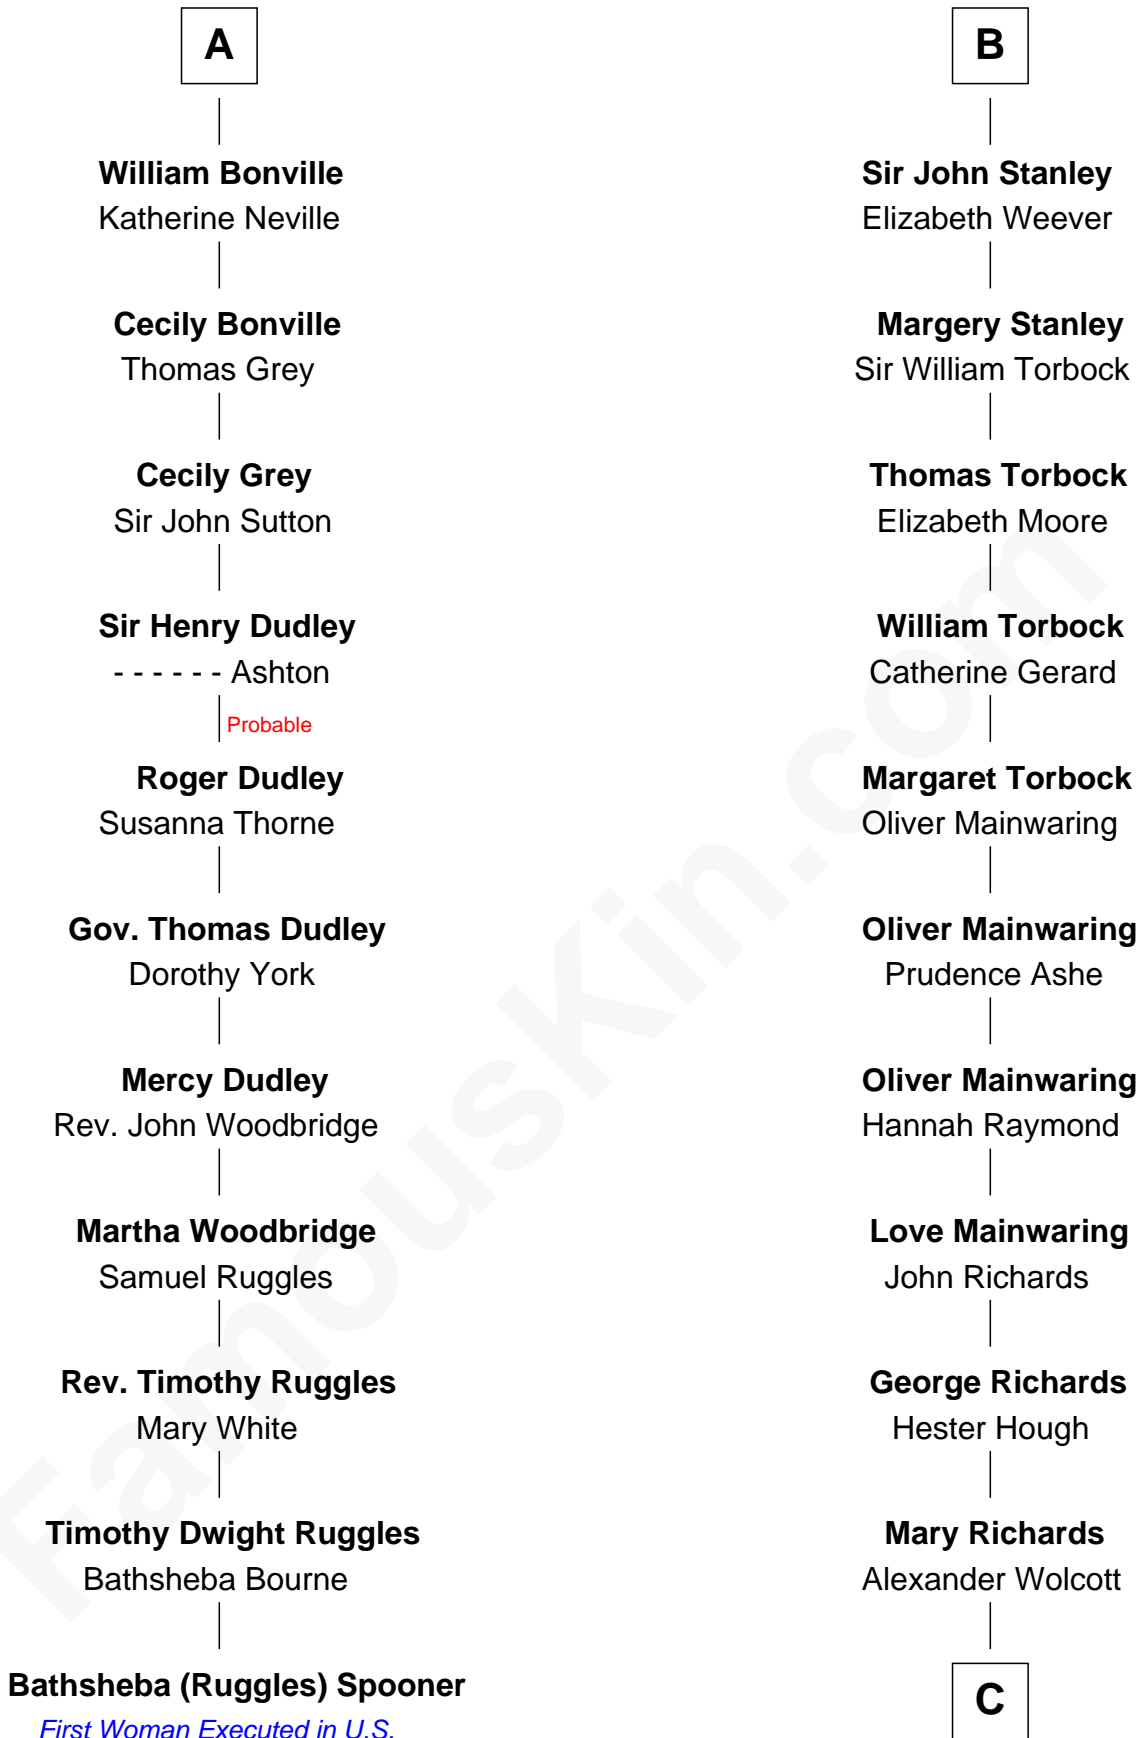 A
William Bonville
Katherine Neville
Cecily Bonville
Thomas Grey
Cecily Grey
Sir John Sutton
Sir Henry Dudley
- - - - - - Ashton
Probable
Roger Dudley
Susanna Thorne
Gov. Thomas Dudley
Dorothy York
Mercy Dudley
Rev. John Woodbridge
Martha Woodbridge
Samuel Ruggles
Rev. Timothy Ruggles
Mary White
Timothy Dwight Ruggles
Bathsheba Bourne
Bathsheba (Ruggles) Spooner
First Woman Executed in U.S.
B
Sir John Stanley
Elizabeth Weever
Margery Stanley
Sir William Torbock
Thomas Torbock
Elizabeth Moore
William Torbock
Catherine Gerard
Margaret Torbock
Oliver Mainwaring
Oliver Mainwaring
Prudence Ashe
Oliver Mainwaring
Hannah Raymond
Love Mainwaring
John Richards
George Richards
Hester Hough
Mary Richards
Alexander Wolcott
C
FamousKin.com